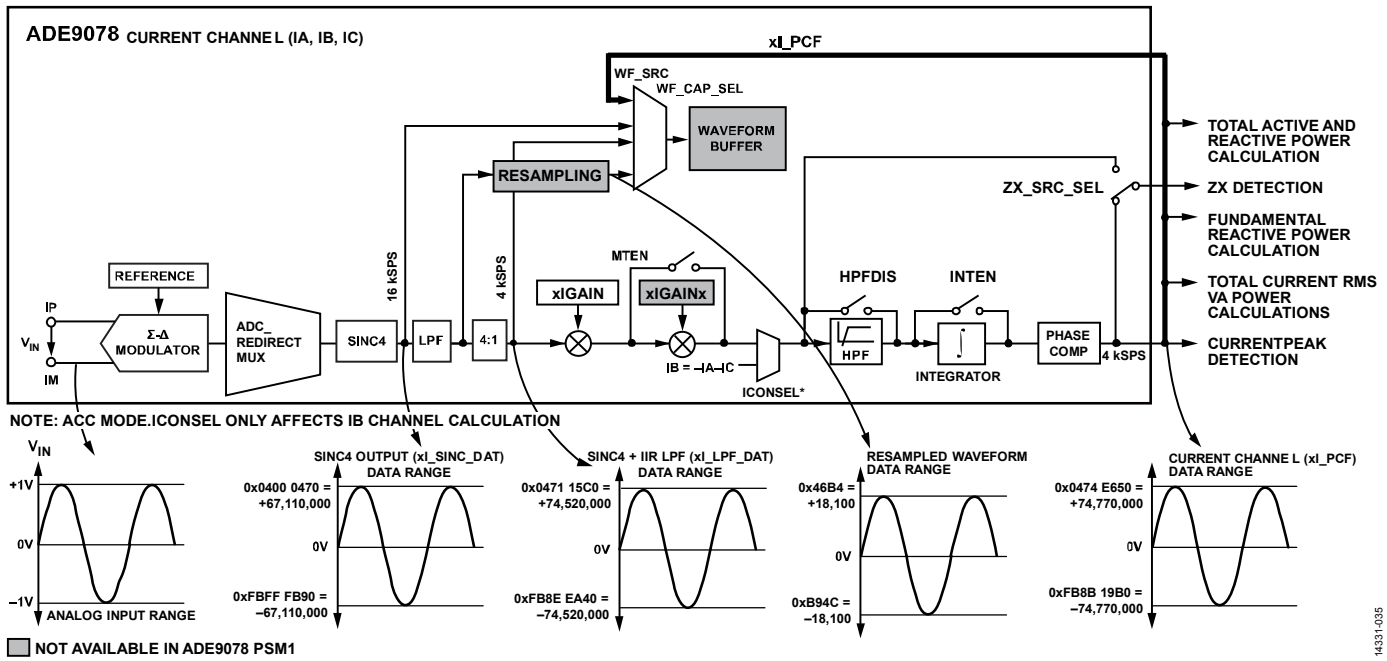 ADE9078 CURRENT CHANNEL (IA, IB, IC)
xI_PCF
WF_SRC
WF_CAP_SEL
WAVEFORM
BUFFER
RESAMPLING
TOTAL ACTIVE AND
REACTIVE POWER
CALCULATION
ZX_SRC_SEL
ZX DETECTION
FUNDAMENTAL
REACTIVE POWER
CALCULATION
TOTAL CURRENT RMS
VA POWER
CALCULATIONS
CURRENTPEAK
DETECTION
REFERENCE
IP
VIN
IM
Σ-Δ
MODULATOR
ADC_
REDIRECT
MUX
SINC4
16 kSPS
LPF
4:1
4 kSPS
xIGAIN
MTEN
xIGAINx
IB = –IA–IC
ICONSEL*
HPFDIS
HPF
INTEN
∫
INTEGRATOR
PHASE
COMP
4 kSPS
NOTE: ACC MODE.ICONSEL ONLY AFFECTS IB CHANNEL CALCULATION
VIN
+1V
0V
–1V
ANALOG INPUT RANGE
SINC4 OUTPUT (xI_SINC_DAT)
DATA RANGE
0x0400 0470 =
+67,110,000
0V
0xFBFF FB90 =
–67,110,000
SINC4 + IIR LPF (xI_LPF_DAT)
DATA RANGE
0x0471 15C0 =
+74,520,000
0V
0xFB8E EA40 =
–74,520,000
RESAMPLED WAVEFORM
DATA RANGE
0x46B4 =
+18,100
0V
0xB94C =
–18,100
CURRENT CHANNEL (xI_PCF)
DATA RANGE
0x0474 E650 =
+74,770,000
0V
0xFB8B 19B0 =
–74,770,000
NOT AVAILABLE IN ADE9078 PSM1
14331-035